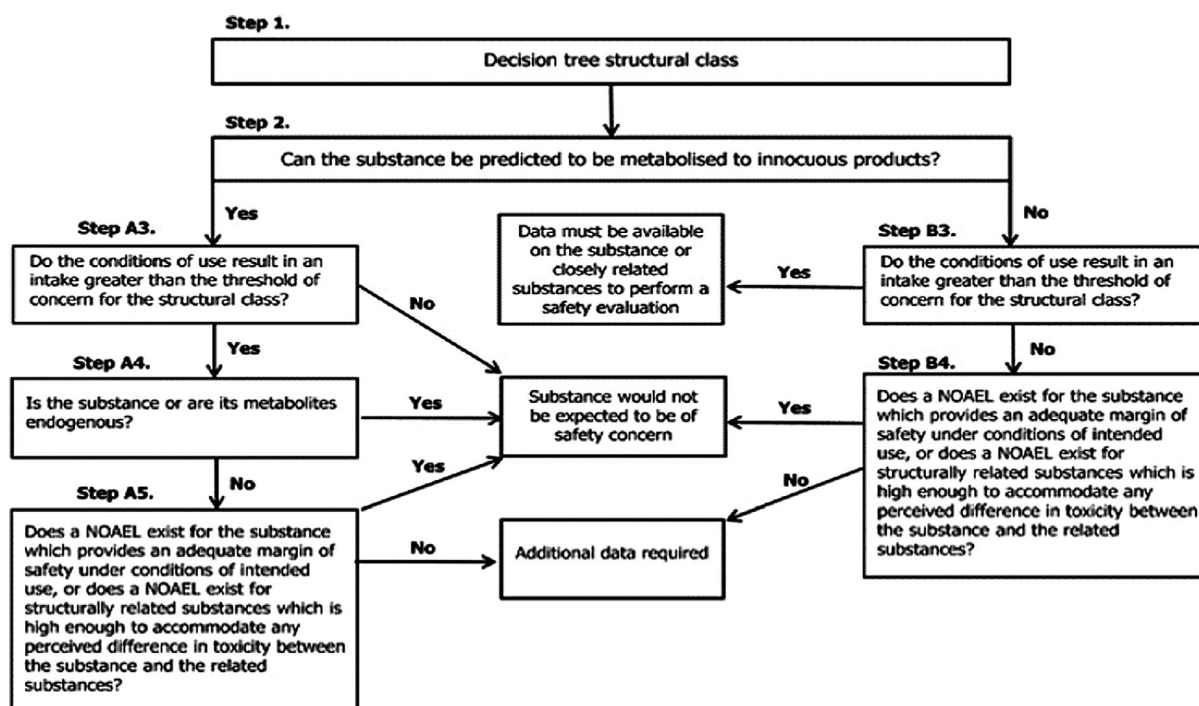 Step 1.
Decision tree structural class
Step 2.
Can the substance be predicted to be metabolised to innocuous products?
Yes
No
Step A3.
Do the conditions of use result in an
intake greater than the threshold of
concern for the structural class?
Data must be available
on the substance or
closely related
substances to perform a
safety evaluation
Yes
Step B3.
Do the conditions of use result in an
intake greater than the threshold of
concern for the structural class?
No
Yes
No
Step A4.
Is the substance or are its metabolites
endogenous?
Yes
Substance would not
be expected to be of
safety concern
Yes
Step B4.
Does a NOAEL exist for the substance
which provides an adequate margin of
safety under conditions of intended
use, or does a NOAEL exist for
structurally related substances which is
high enough to accommodate any
perceived difference in toxicity between
the substance and the related
substances?
No
Yes
No
Step A5.
Does a NOAEL exist for the substance
which provides an adequate margin of
safety under conditions of intended
use, or does a NOAEL exist for
structurally related substances which is
high enough to accommodate any
perceived difference in toxicity between
the substance and the related
substances?
No
Additional data required